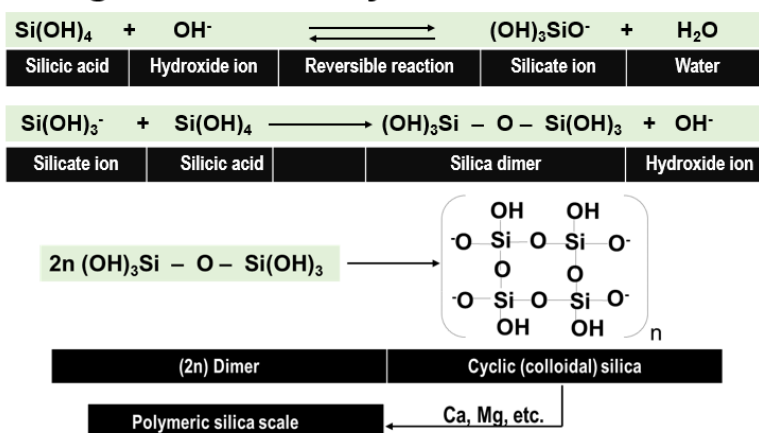 Si(OH)₄ + OH⁻ (OH)₃SiO⁻ + H₂O
Silicic acid Hydroxide ion Reversible reaction Silicate ion Water
Si(OH)₃⁻ + Si(OH)₄ (OH)₃Si – O – Si(OH)₃ + OH⁻
Silicate ion Silicic acid Silica dimer Hydroxide ion
OH OH
⁻O Si O Si O⁻
2n (OH)₃Si – O – Si(OH)₃
O O
⁻O Si O Si O⁻
OH OH
n
(2n) Dimer Cyclic (colloidal) silica
Polymeric silica scale Ca, Mg, etc.